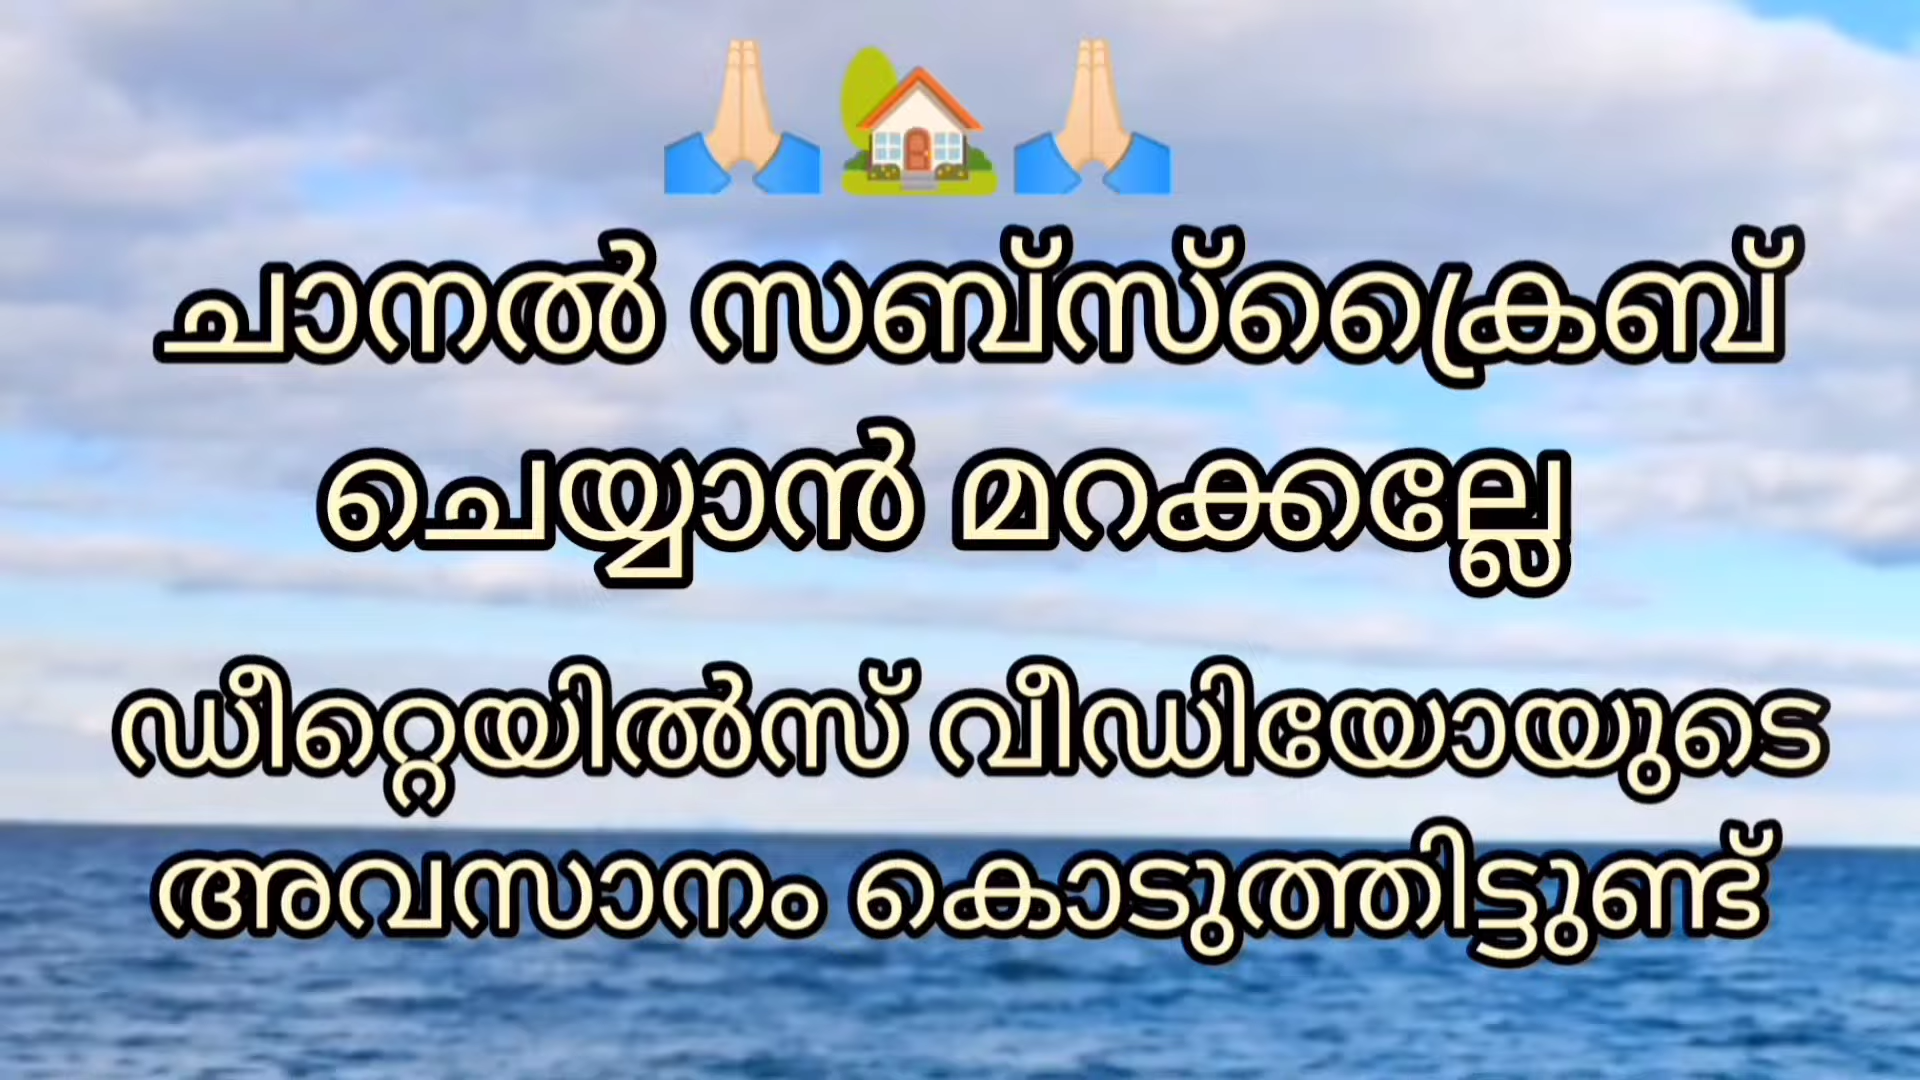 ചാനൽ സബ്സ്ക്രൈബ്
ചെയ്യാൻ മറക്കല്ലേ
ഡീറ്റെയിൽസ് വീഡിയോയുടെ
അവസാനം കൊടുത്തിട്ടുണ്ട്